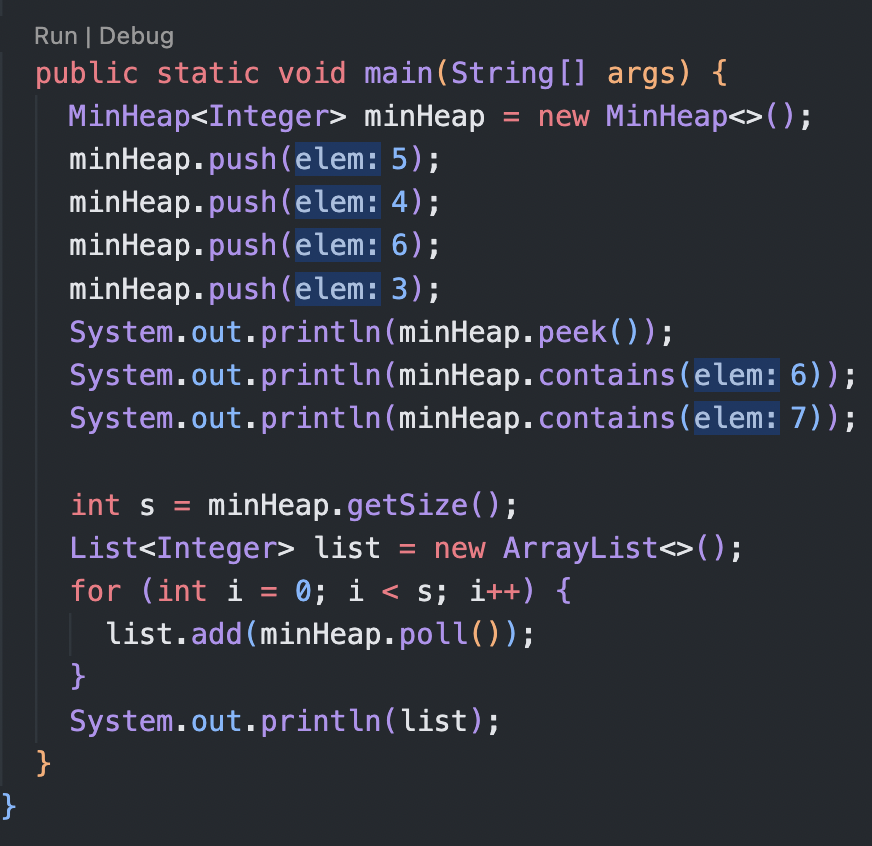 Run | Debug
public static void main(String[] args) {
MinHeap<Integer> minHeap = new MinHeap<>();
minHeap.push(elem: 5);
minHeap.push(elem: 4);
minHeap.push(elem: 6);
minHeap.push(elem: 3);
System.out.println(minHeap.peek());
System.out.println(minHeap.contains(elem: 6));
System.out.println(minHeap.contains(elem: 7));
int s = minHeap.getSize();
List<Integer> list = new ArrayList<>();
for (int i = 0; i < s; i++) {
list.add(minHeap.poll());
}
System.out.println(list);
}
}